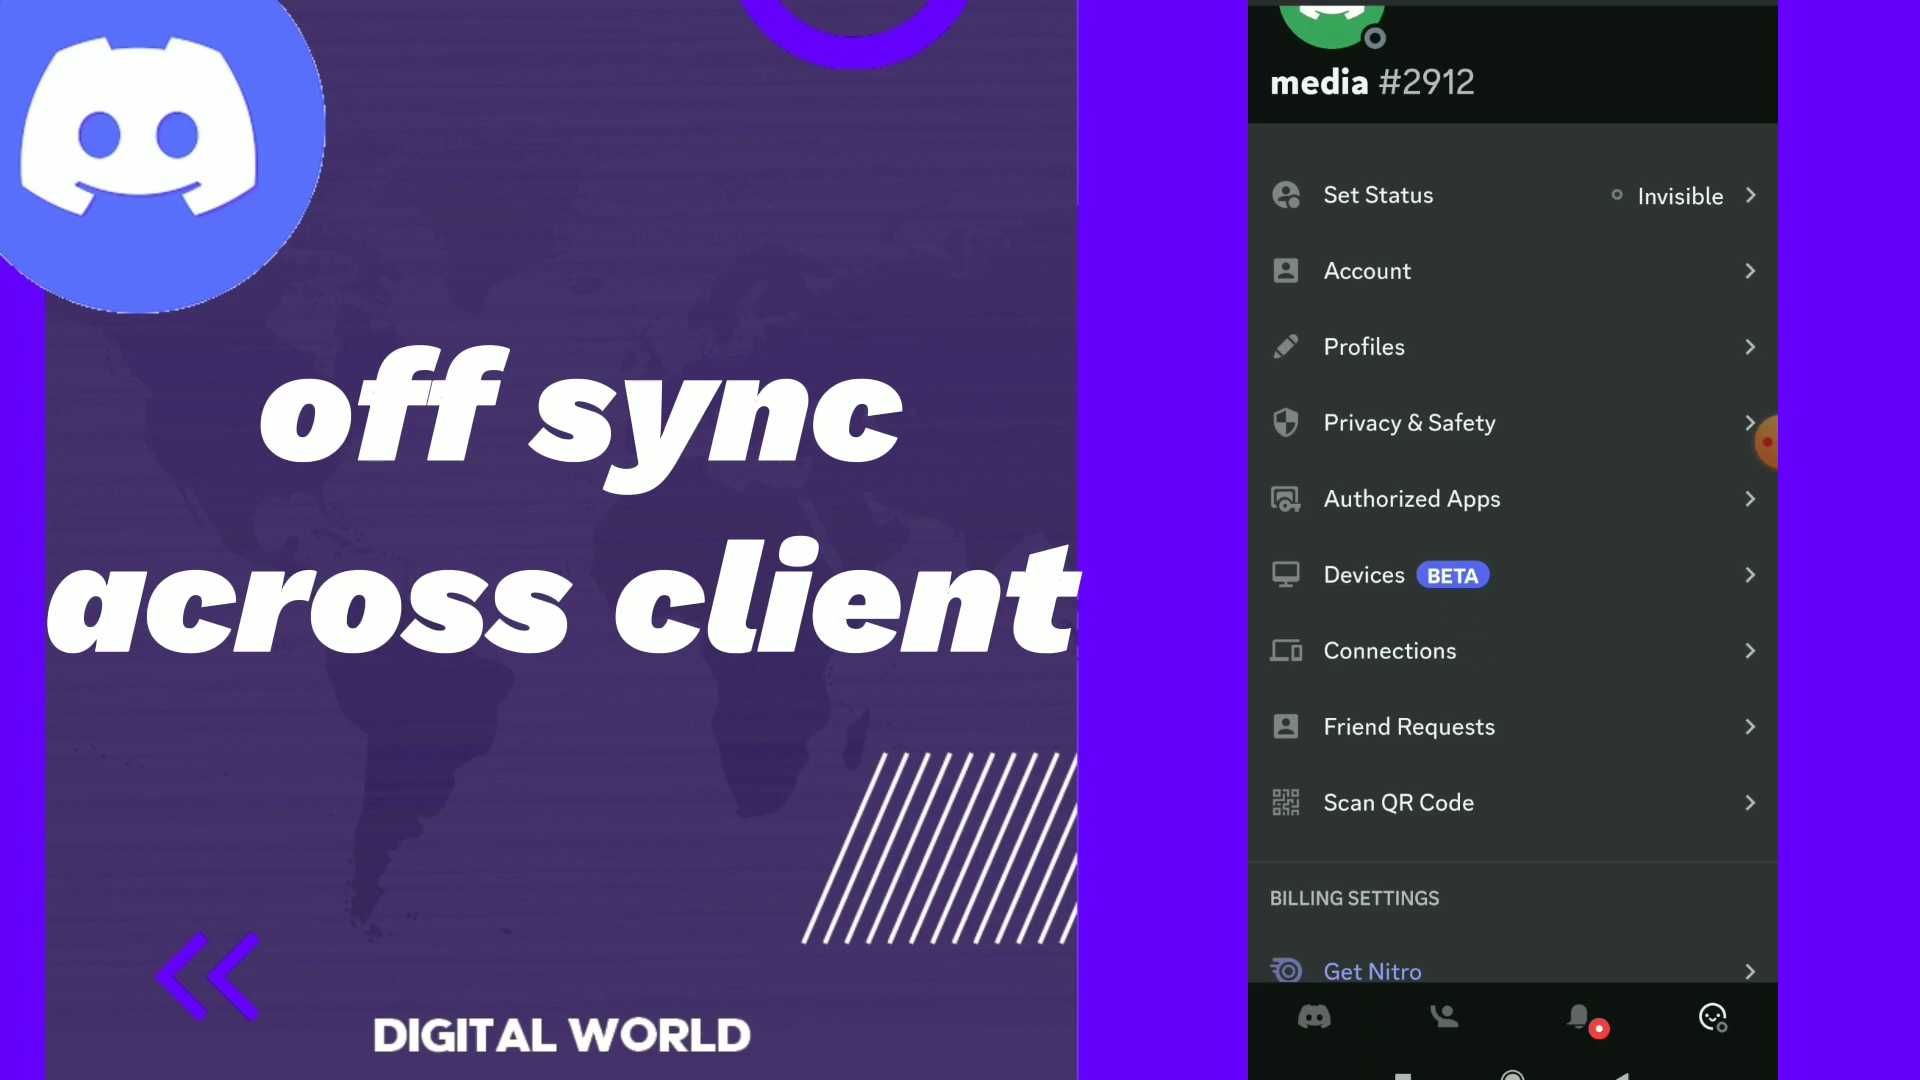 off sync
across client
DIGITAL WORLD
media #2912
Set Status Invisible
Account
Profiles
Privacy & Safety
Authorized Apps
Devices BETA
Connections
Friend Requests
Scan QR Code
BILLING SETTINGS
Get Nitro